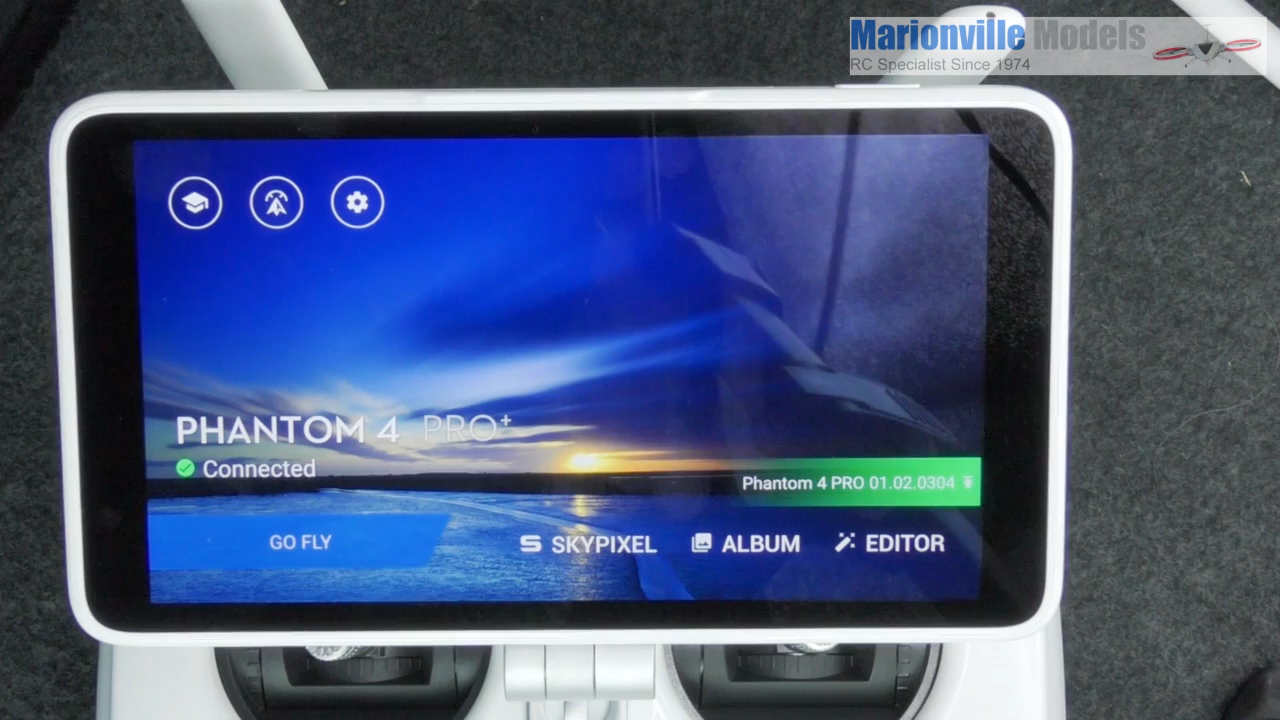 Marionville Models
RC Specialist Since 1974
PHANTOM 4 PRO+
Connected
Phantom 4 PRO 01.02.0304
GO FLY
SKYPIXEL
ALBUM
EDITOR